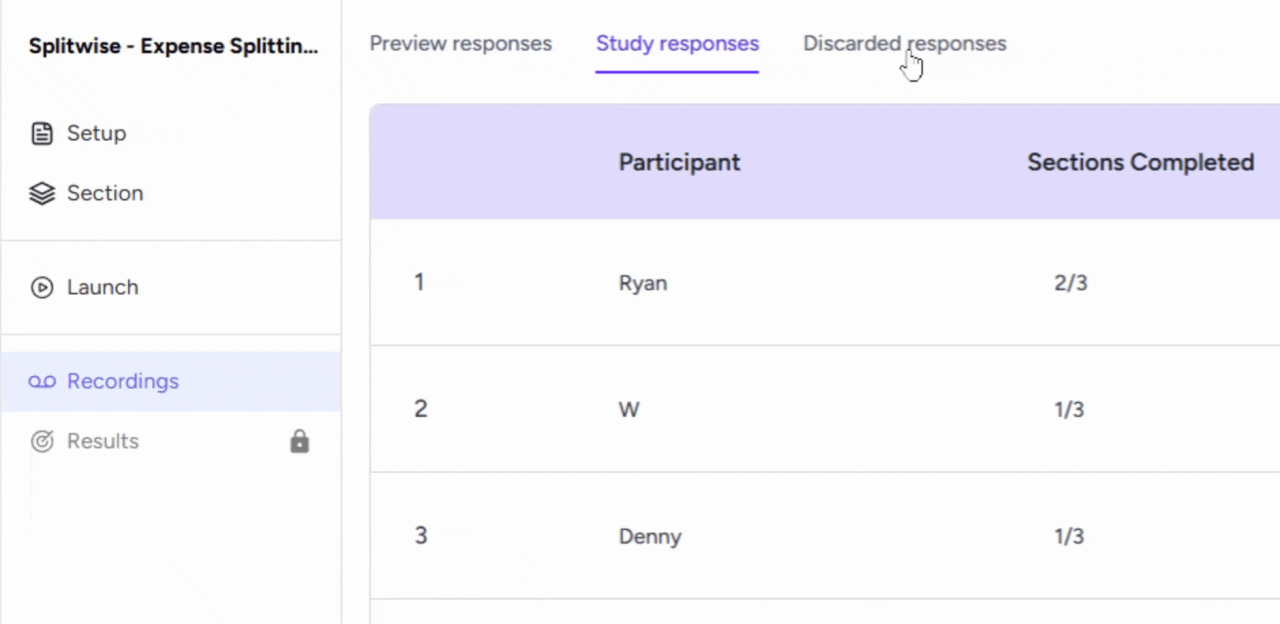 Splitwise - Expense Splittin...
Setup
Section
Launch
Recordings
Results
Preview responses Study responses Discarded responses
Participant Sections Completed
1 Ryan 2/3
2 W 1/3
3 Denny 1/3